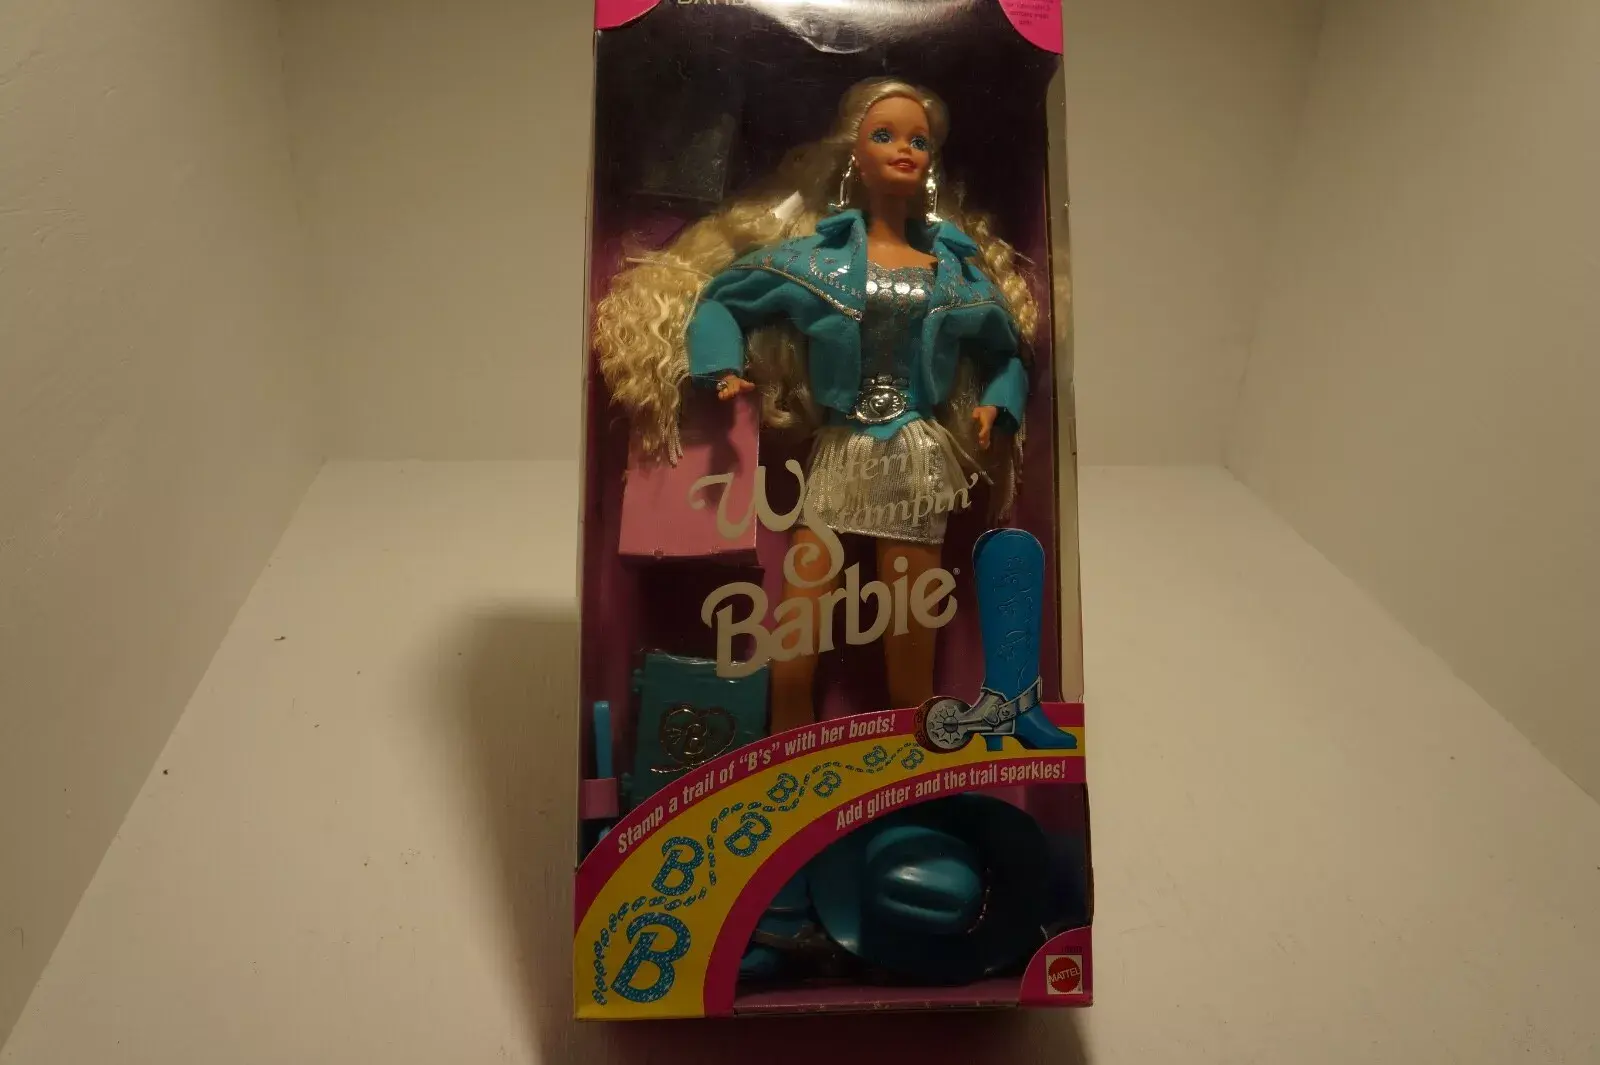 Western
Stampin'
Barbie®
B
Stamp a trail of "B's" with her boots!
Add glitter and the trail sparkles!
B
B
B
B
B
B
MATTEL